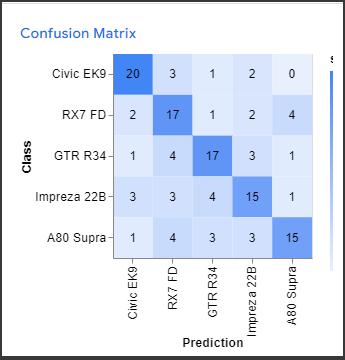 Confusion Matrix
s
Civic EK9 20 3 1 2 0
RX7 FD 2 17 1 2 4
GTR R34 1 4 17 3 1
Impreza 22B 3 3 4 15 1
A80 Supra 1 4 3 3 15
Class
Civic EK9
RX7 FD
GTR R34
Impreza 22B
A80 Supra
Prediction